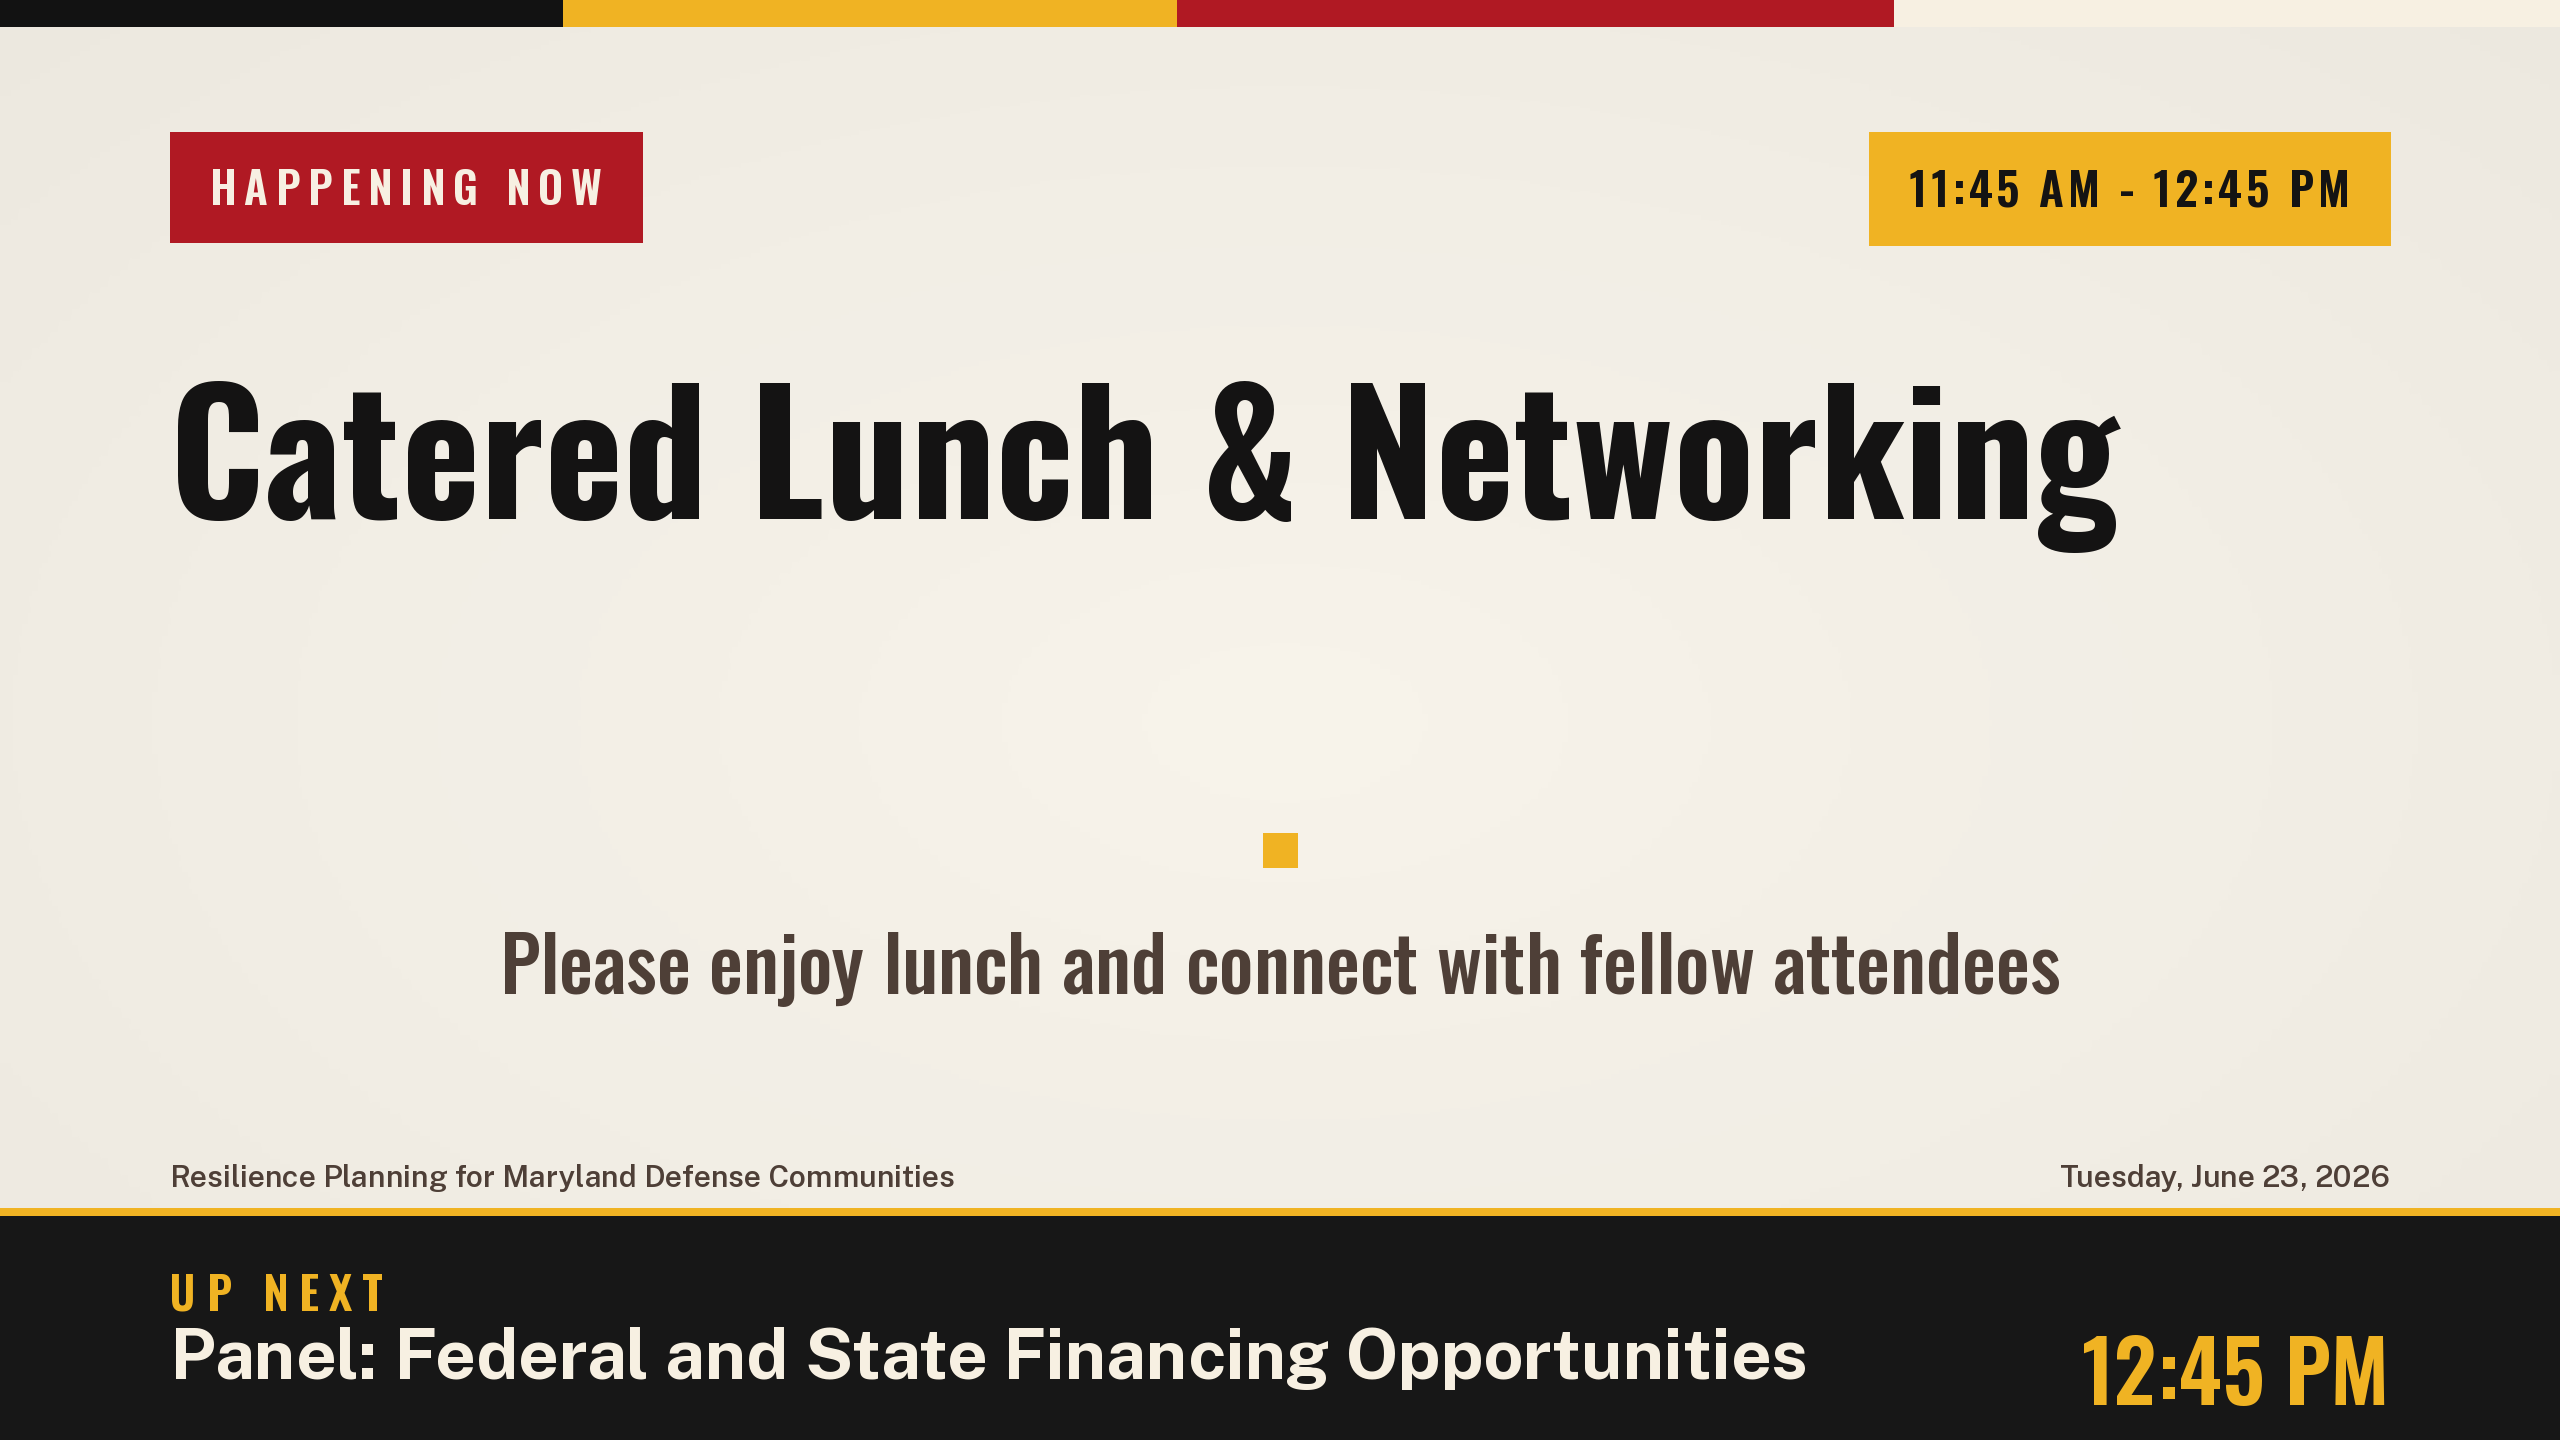 HAPPENING NOW
11:45 AM - 12:45 PM
Catered Lunch & Networking
Please enjoy lunch and connect with fellow attendees
Resilience Planning for Maryland Defense Communities
Tuesday, June 23, 2026
UP NEXT
Panel: Federal and State Financing Opportunities
12:45 PM